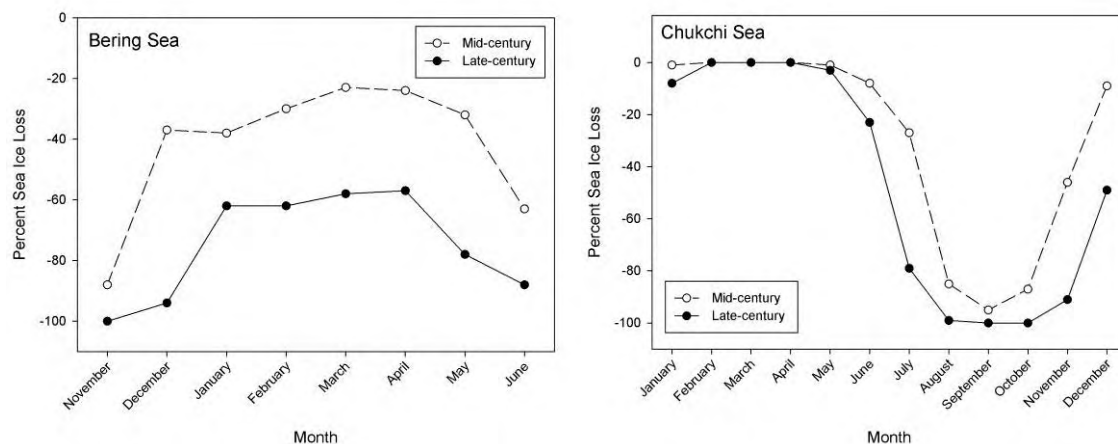 Bering Sea
Mid-century
Late-century
Percent Sea Ice Loss
0
-20
-40
-60
-80
-100
November
December
January
February
March
April
May
June
Month
Chukchi Sea
Mid-century
Late-century
Percent Sea Ice Loss
0
-20
-40
-60
-80
-100
January
February
March
April
May
June
July
August
September
October
November
December
Month